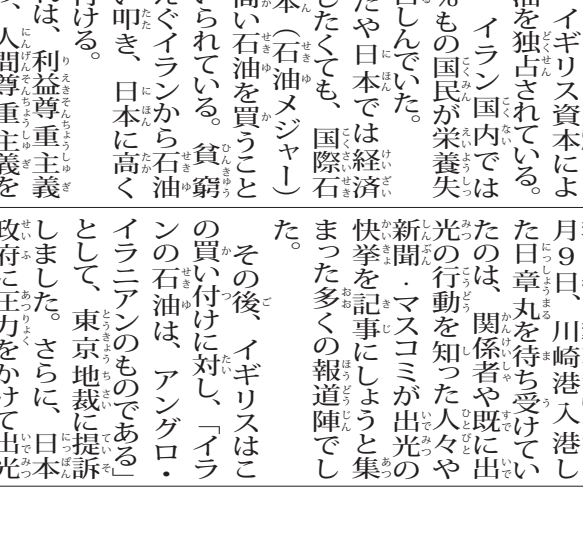 イギリス資本によ
油を独占されている。
イラン国内では
%もの国民が栄養失
しんでいた。
たや日本では経済
したくても、国際石
本（石油メジャー）
高い石油を買うこと
いられている。貧窮
ぐイランから石油
い叩き、日本に高く
付ける。
は、利益尊重主義
、人間尊重主義を
月9日、川崎港入港し
た日章丸を待ち受けてい
たのは、関係者や既に出
光の行動を知った人々や
新聞・マスコミが出光の
快挙を記事にしょうと集
まった多くの報道陣でし
た。
その後、イギリスはこ
の買い付けに対し、「イラ
ンの石油は、アングロ・
イラニアンのものである」
として、東京地裁に提訴
しました。さらに、日本
政府に圧力をかけて出光